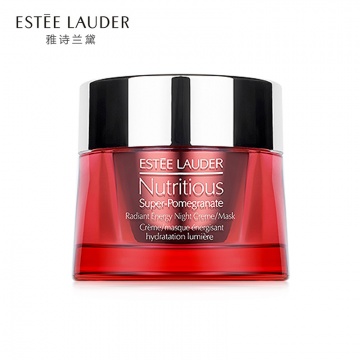 ESTĒE LAUDER
雅诗兰黛
ESTĒE LAUDER
Nutritious
Super-Pomegranate
Radiant Energy Night Creme/Mask
Crème/masque énergisant
hydratation lumière